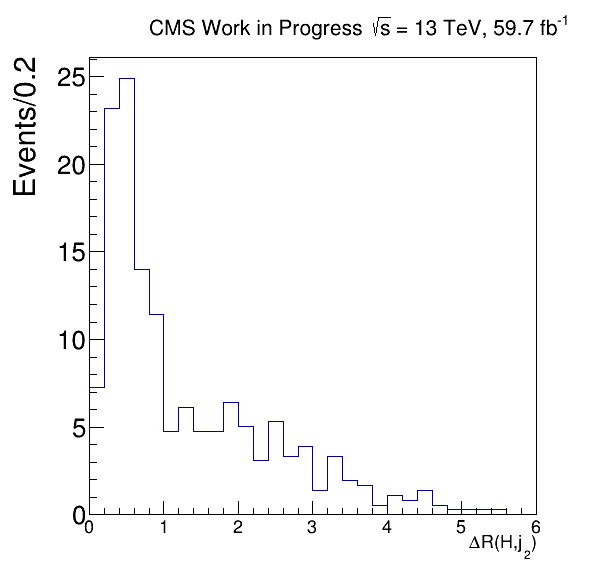 CMS Work in Progress √s = 13 TeV, 59.7 fb⁻¹
Events/0.2
25
20
15
10
5
0
0 1 2 3 4 5 6
ΔR(H,j₂)